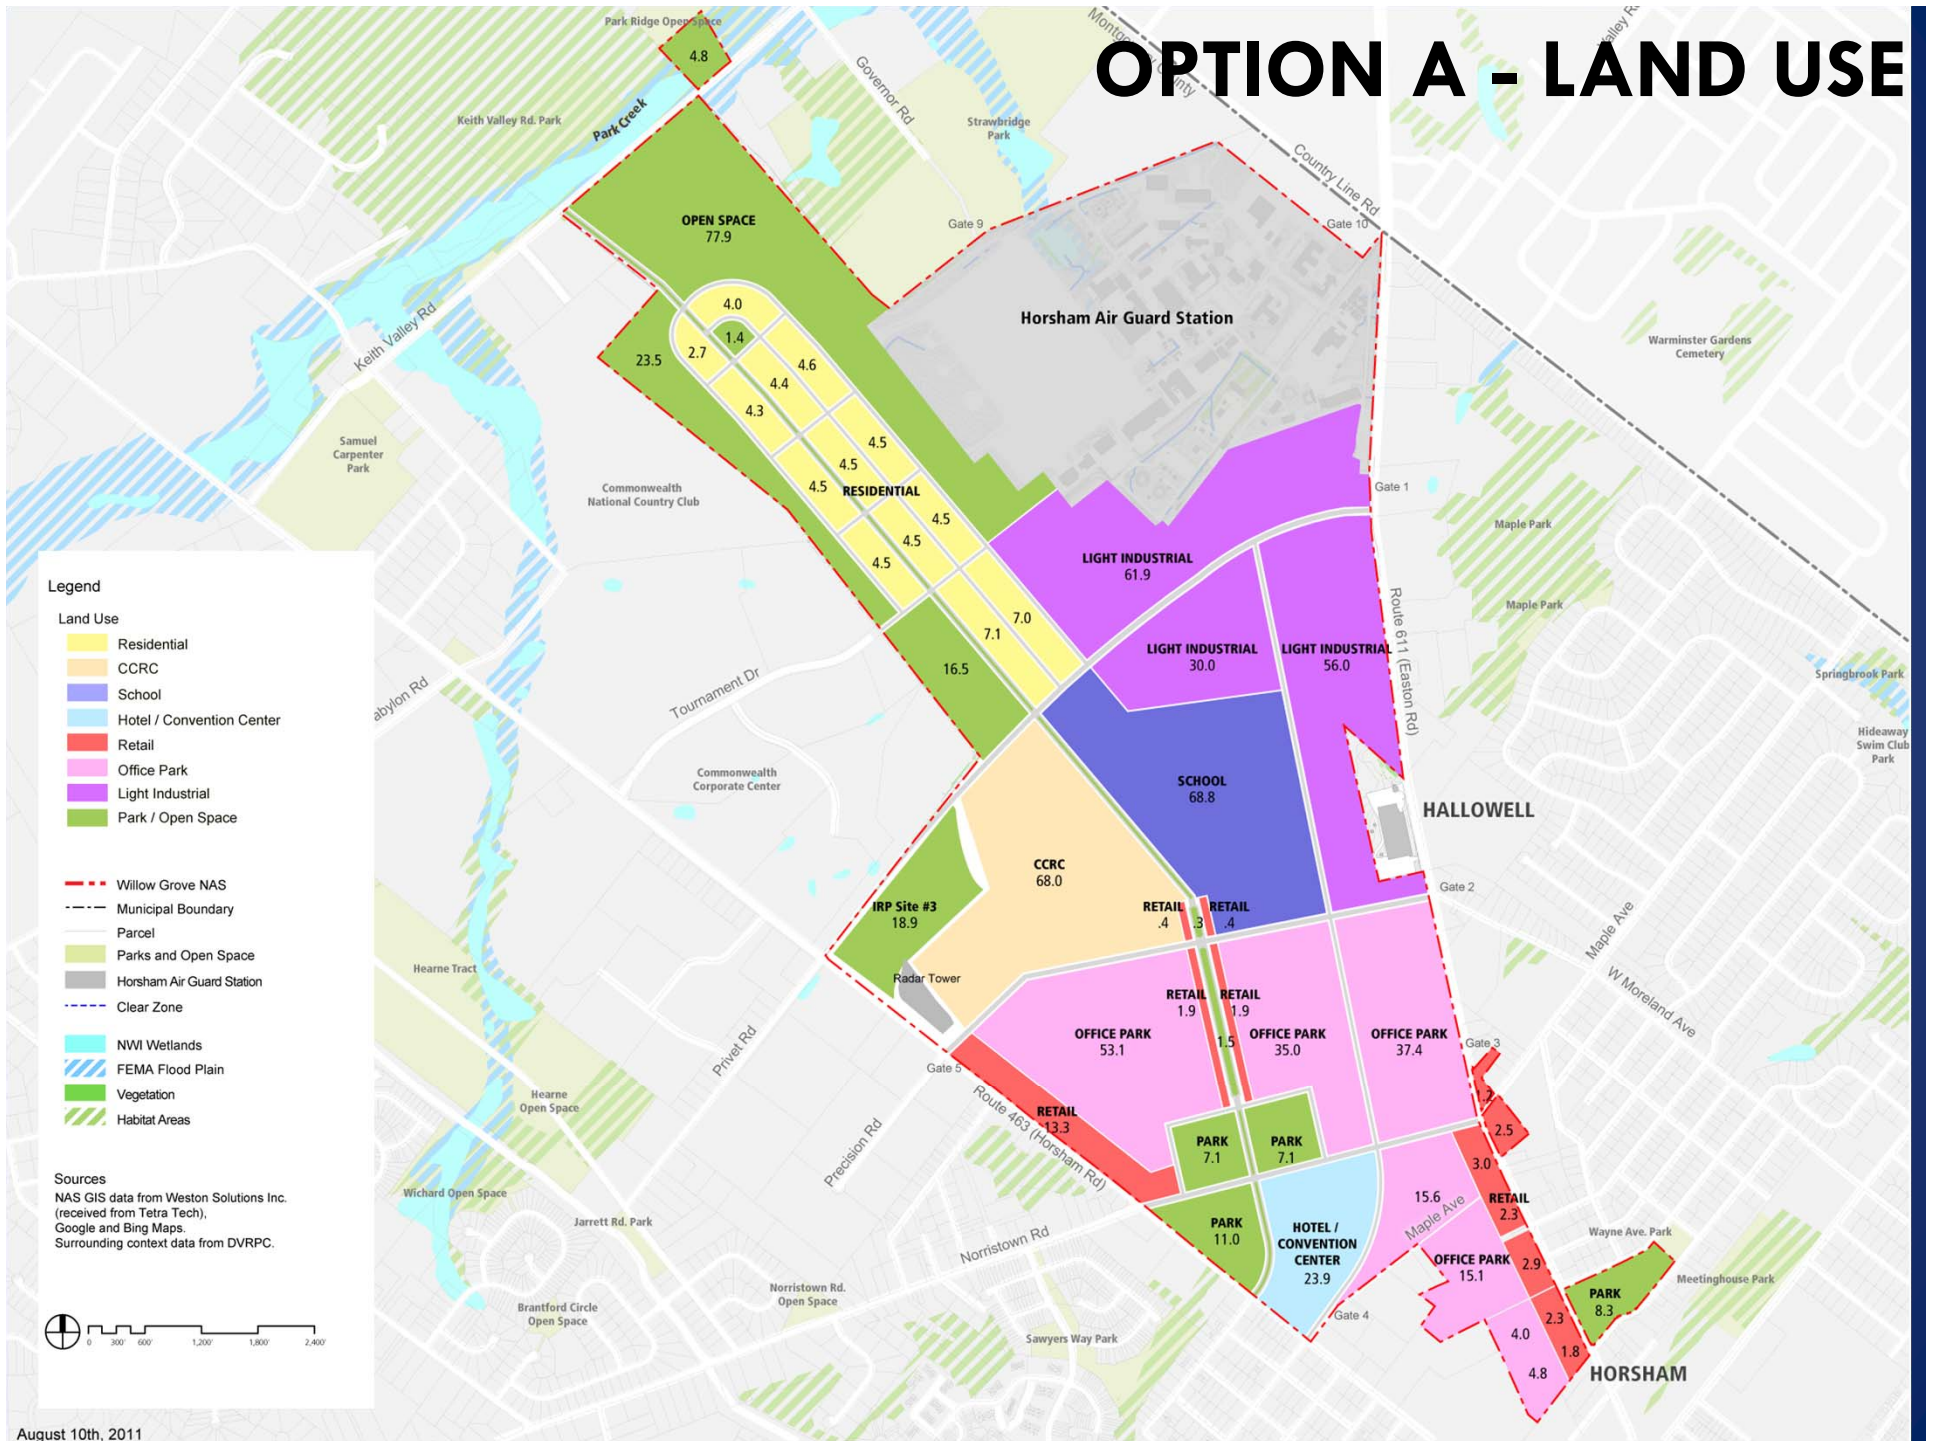 OPTION A - LAND USE
Park Ridge Open Space
4.8
Montgomery County
Valley Rd
Governor Rd
Keith Valley Rd. Park
Park Creek
Strawbridge
Park
County Line Rd
Gate 9
Gate 10
OPEN SPACE
77.9
Horsham Air Guard Station
Keith Valley Rd
4.0
1.4
2.7
23.5
4.6
4.4
4.3
Warminster Gardens
Cemetery
Samuel
Carpenter
Park
4.5
4.5
4.5
RESIDENTIAL
4.5
4.5
4.5
Commonwealth
National Country Club
Gate 1
Maple Park
LIGHT INDUSTRIAL
61.9
Maple Park
7.0
7.1
Route 611 (Easton Rd)
LIGHT INDUSTRIAL
30.0
LIGHT INDUSTRIAL
56.0
16.5
Springbrook Park
Tournament Dr
abylon Rd
Hideaway
Swim Club
Park
Commonwealth
Corporate Center
SCHOOL
68.8
HALLOWELL
CCRC
68.0
Gate 2
IRP Site #3
18.9
RETAIL
.4
.3
RETAIL
.4
Maple Ave
W Moreland Ave
Hearne Tract
Radar Tower
RETAIL
1.9
RETAIL
1.9
1.5
OFFICE PARK
53.1
OFFICE PARK
35.0
OFFICE PARK
37.4
Privet Rd
Gate 5
Gate 3
Hearne
Open Space
Route 463 (Horsham Rd)
RETAIL
13.3
1.2
2.5
Precision Rd
PARK
7.1
PARK
7.1
3.0
Wichard Open Space
Jarrett Rd. Park
15.6
Maple Ave
RETAIL
2.3
Norristown Rd
PARK
11.0
HOTEL /
CONVENTION
CENTER
23.9
Wayne Ave. Park
OFFICE PARK
15.1
2.9
Meetinghouse Park
Norristown Rd.
Open Space
PARK
8.3
Brantford Circle
Open Space
Gate 4
2.3
Sawyers Way Park
4.0
1.8
4.8
HORSHAM
Legend
Land Use
Residential
CCRC
School
Hotel / Convention Center
Retail
Office Park
Light Industrial
Park / Open Space
Willow Grove NAS
Municipal Boundary
Parcel
Parks and Open Space
Horsham Air Guard Station
Clear Zone
NWI Wetlands
FEMA Flood Plain
Vegetation
Habitat Areas
Sources
NAS GIS data from Weston Solutions Inc.
(received from Tetra Tech),
Google and Bing Maps.
Surrounding context data from DVRPC.
0 300' 600' 1,200' 1,800' 2,400'
August 10th, 2011